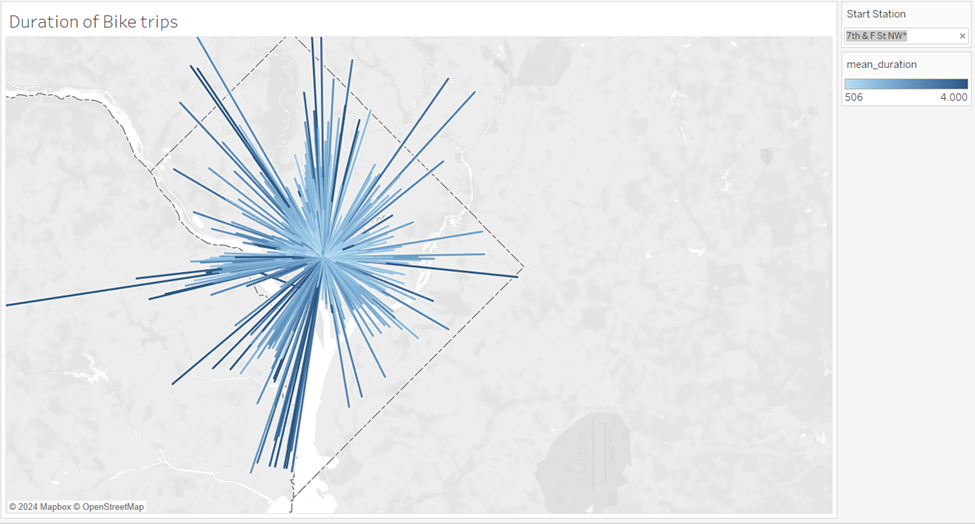 Duration of Bike trips
© 2024 Mapbox © OpenStreetMap
Start Station
7th & F St NW*
×
mean_duration
506 4.000